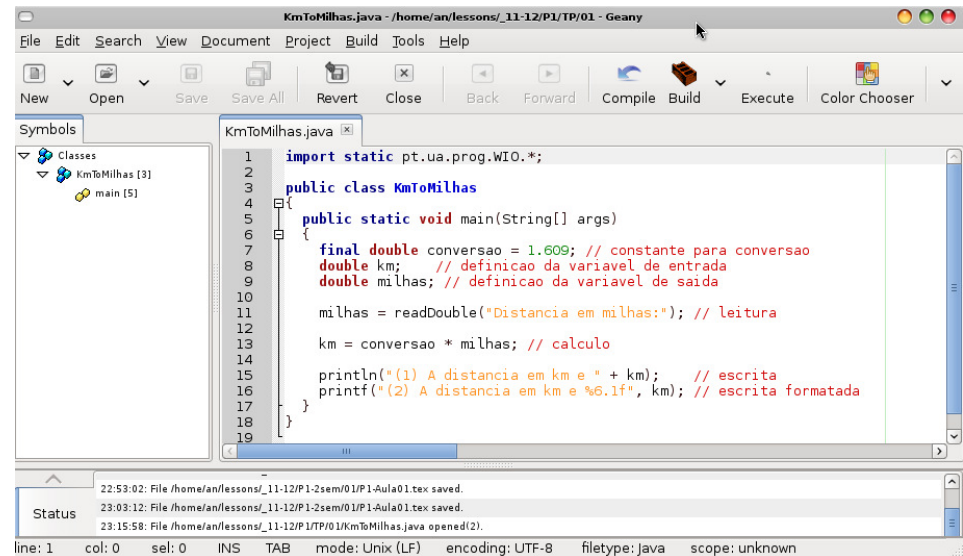 KmToMilhas.java - /home/an/lessons/_11-12/P1/TP/01 - Geany
File Edit Search View Document Project Build Tools Help
New Open Save Save All Revert Close Back Forward Compile Build Execute Color Chooser
Symbols
KmToMilhas.java
Classes
KmToMilhas [3]
main [5]
1 import static pt.ua.prog.WIO.*;
2
3 public class KmToMilhas
4 {
5 public static void main(String[] args)
6 {
7 final double conversao = 1.609; // constante para conversao
8 double km; // definicao da variavel de entrada
9 double milhas; // definicao da variavel de saida
10
11 milhas = readDouble("Distancia em milhas:"); // leitura
12
13 km = conversao * milhas; // calculo
14
15 println("(1) A distancia em km e " + km); // escrita
16 printf("(2) A distancia em km e %6.1f", km); // escrita formatada
17 }
18 }
19
Status
22:53:02: File /home/an/lessons/_11-12/P1-2sem/01/P1-Aula01.tex saved.
23:03:12: File /home/an/lessons/_11-12/P1-2sem/01/P1-Aula01.tex saved.
23:15:58: File /home/an/lessons/_11-12/P1/TP/01/KmToMilhas.java opened(2).
line: 1 col: 0 sel: 0 INS TAB mode: Unix (LF) encoding: UTF-8 filetype: Java scope: unknown